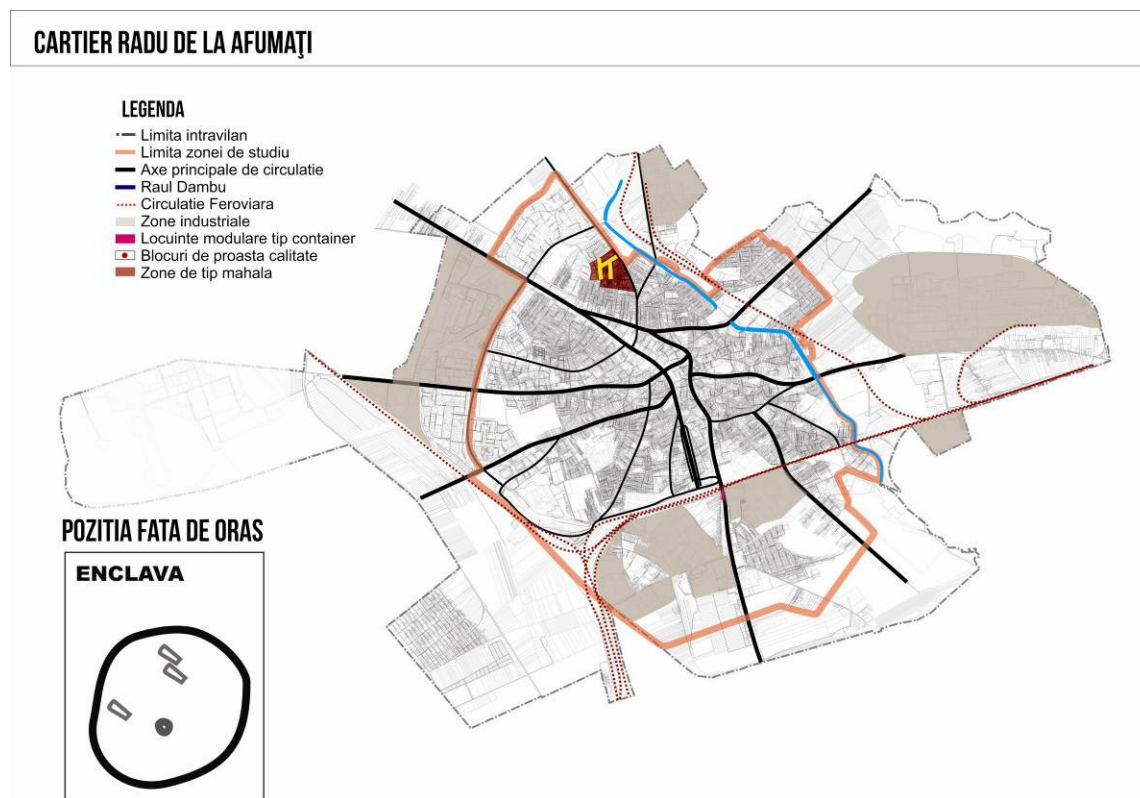 CARTIER RADU DE LA AFUMAŢI
LEGENDA
Limita intravilan
Limita zonei de studiu
Axe principale de circulatie
Raul Dambu
Circulatie Feroviara
Zone industriale
Locuinte modulare tip container
Blocuri de proasta calitate
Zone de tip mahala
POZITIA FATA DE ORAS
ENCLAVA